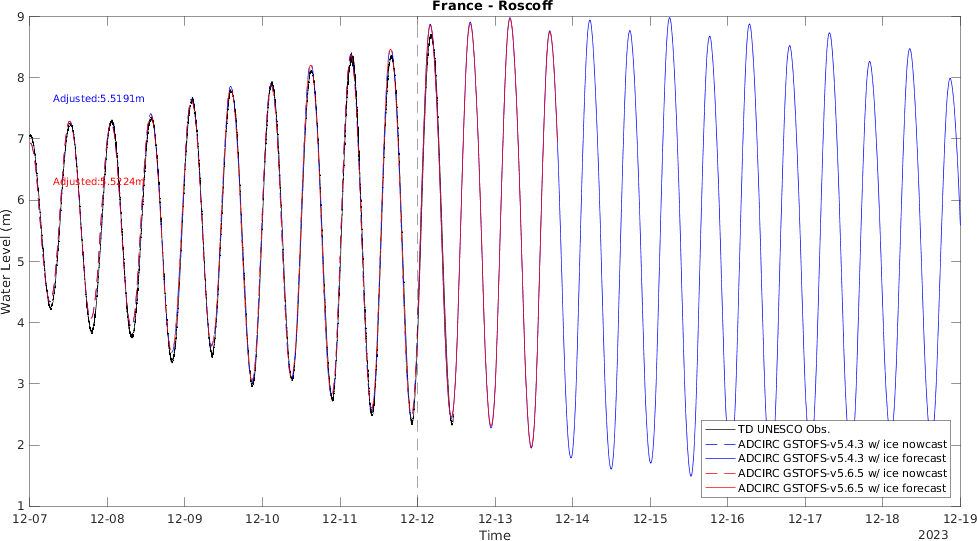 France - Roscoff
9
8
7
6
5
4
3
2
1
Water Level (m)
Adjusted:5.5191m
Adjusted:5.5224m
TD UNESCO Obs.
ADCIRC GSTOFS-v5.4.3 w/ ice nowcast
ADCIRC GSTOFS-v5.4.3 w/ ice forecast
ADCIRC GSTOFS-v5.6.5 w/ ice nowcast
ADCIRC GSTOFS-v5.6.5 w/ ice forecast
12-07 12-08 12-09 12-10 12-11 12-12 12-13 12-14 12-15 12-16 12-17 12-18 12-19
Time
2023